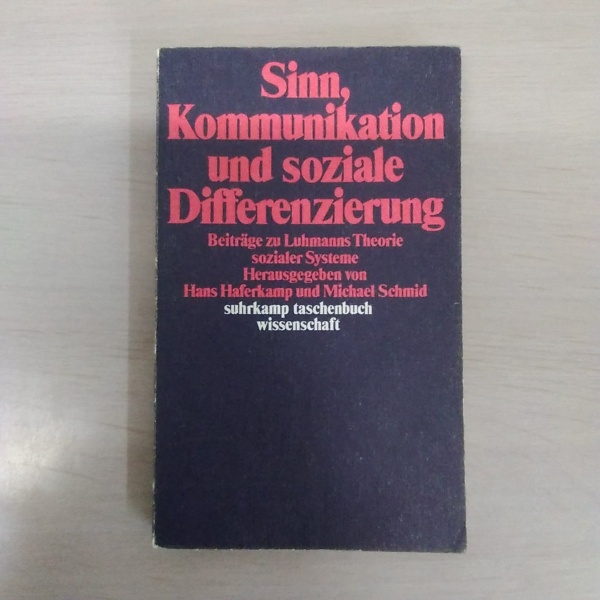 Sinn,
Kommunikation
und soziale
Differenzierung
Beiträge zu Luhmanns Theorie
sozialer Systeme
Herausgegeben von
Hans Haferkamp und Michael Schmid
suhrkamp taschenbuch
wissenschaft